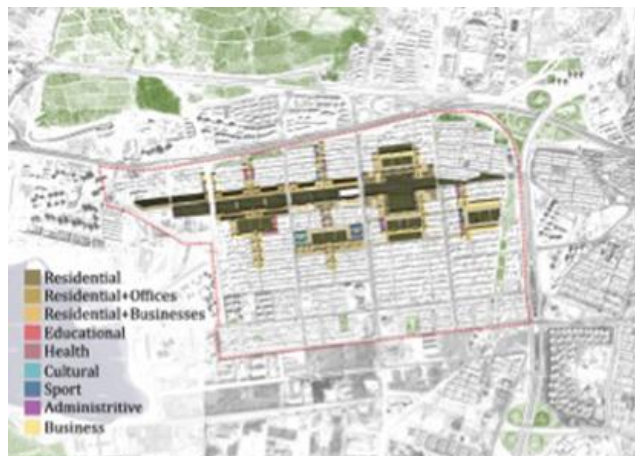 Residential
Residential+Offices
Residential+Businesses
Educational
Health
Cultural
Sport
Administritive
Business